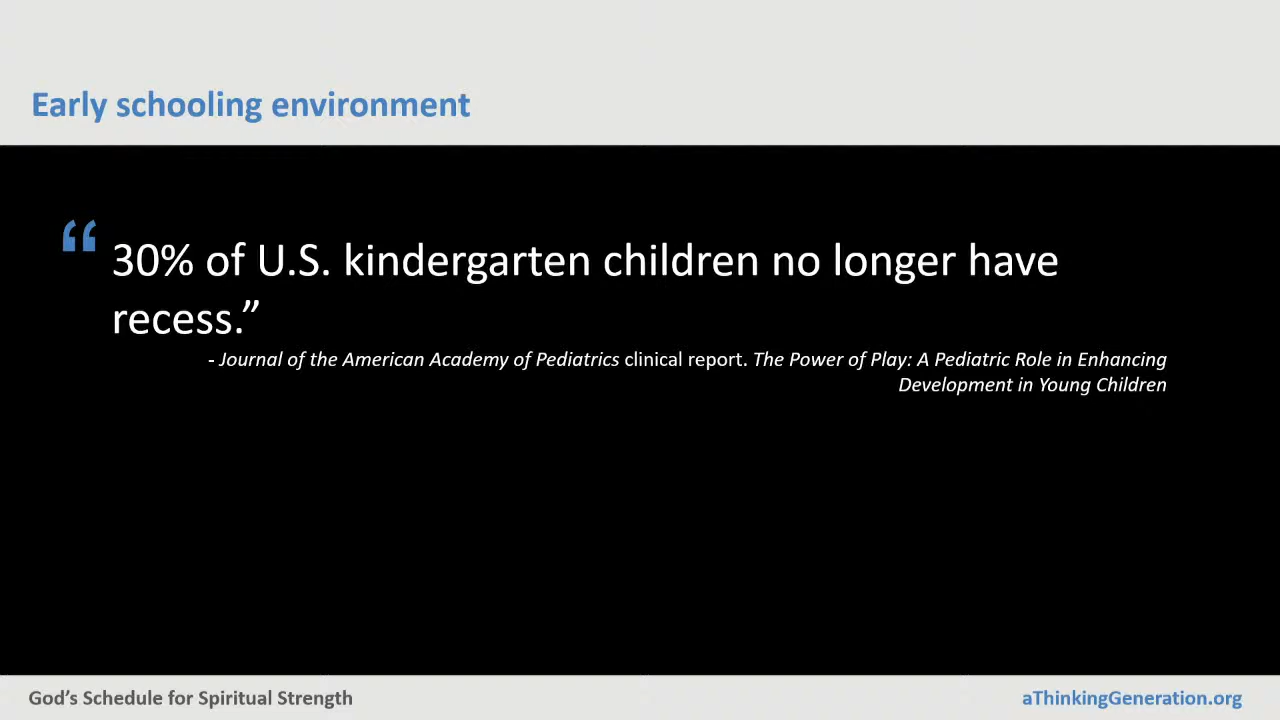 Early schooling environment
“ 30% of U.S. kindergarten children no longer have
recess.”
- Journal of the American Academy of Pediatrics clinical report. The Power of Play: A Pediatric Role in Enhancing
Development in Young Children
God’s Schedule for Spiritual Strength
aThinkingGeneration.org